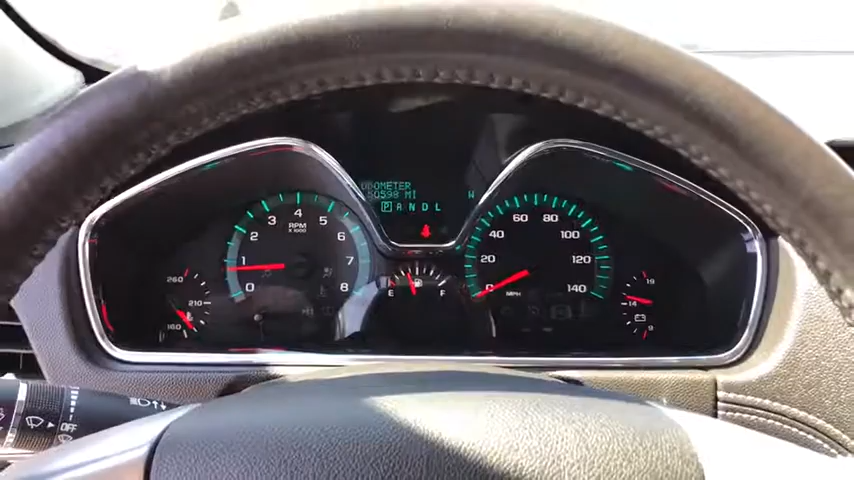 ODOMETER
50598 MI
W
P R N D L
0 1 2 3 4 5 6 7 8
RPM
X1000
0 20 40 60 80 100 120 140
MPH
260
210
160
E F
19
14
9
OFF